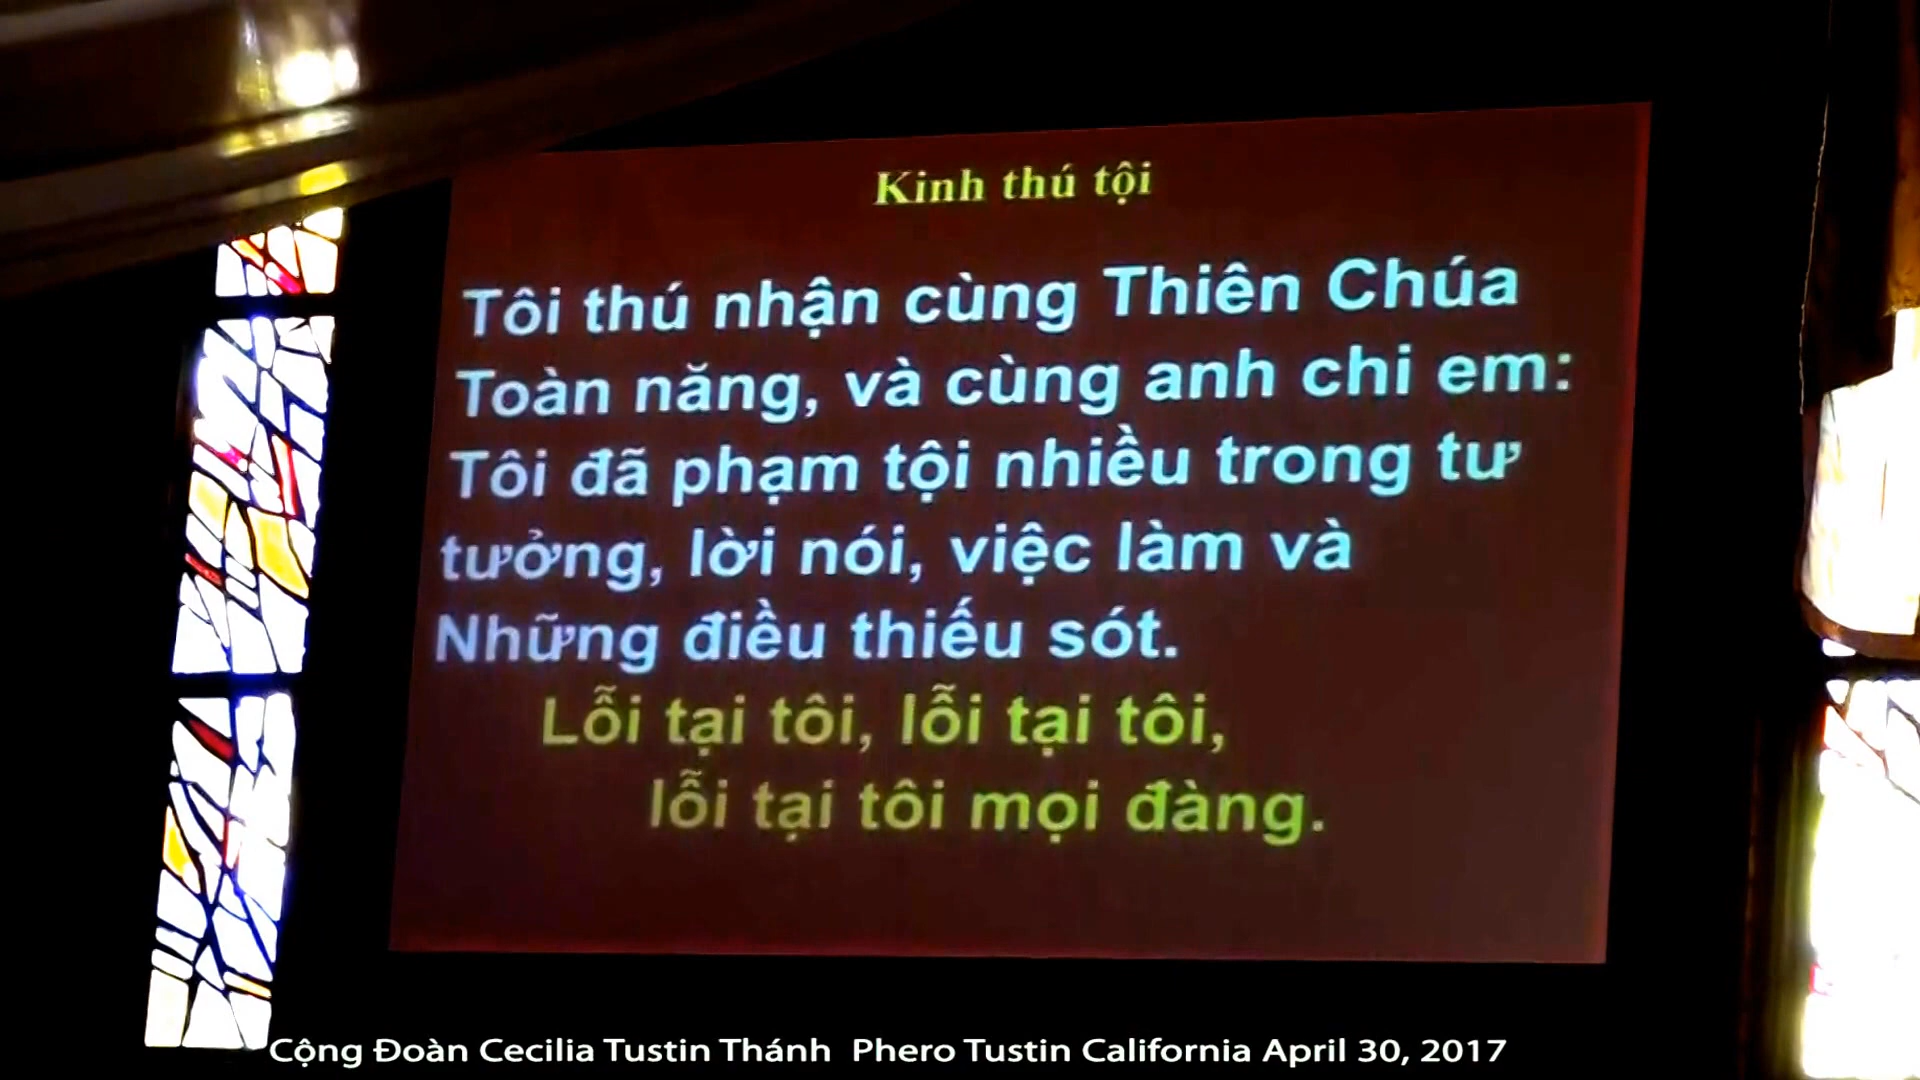 Kinh thú tội
Tôi thú nhận cùng Thiên Chúa
Toàn năng, và cùng anh chi em:
Tôi đã phạm tội nhiều trong tư
tưởng, lời nói, việc làm và
Những điều thiếu sót.
Lỗi tại tôi, lỗi tại tôi,
lỗi tại tôi mọi đàng.
Cộng Đoàn Cecilia Tustin Thánh  Phero Tustin California April 30, 2017